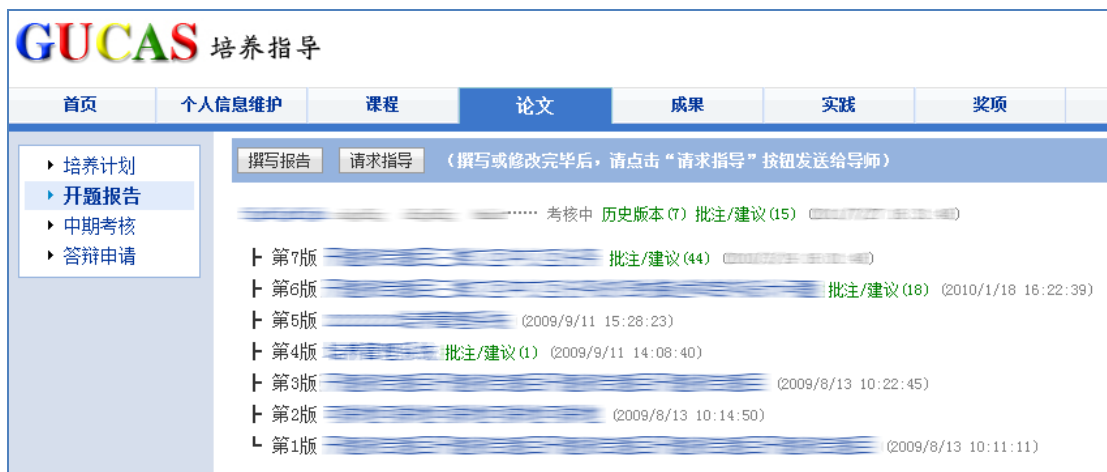 GUCAS 培养指导
首页 个人信息维护 课程 论文 成果 实践 奖项
培养计划
开题报告
中期考核
答辩申请
撰写报告 请求指导 （撰写或修改完毕后，请点击“请求指导”按钮发送给导师）
…… 考核中 历史版本(7) 批注/建议(15)
┣ 第7版 批注/建议(44)
┣ 第6版 批注/建议(18) (2010/1/18 16:22:39)
┣ 第5版 (2009/9/11 15:28:23)
┣ 第4版 批注/建议(1) (2009/9/11 14:08:40)
┣ 第3版 (2009/8/13 10:22:45)
┣ 第2版 (2009/8/13 10:14:50)
┗ 第1版 (2009/8/13 10:11:11)